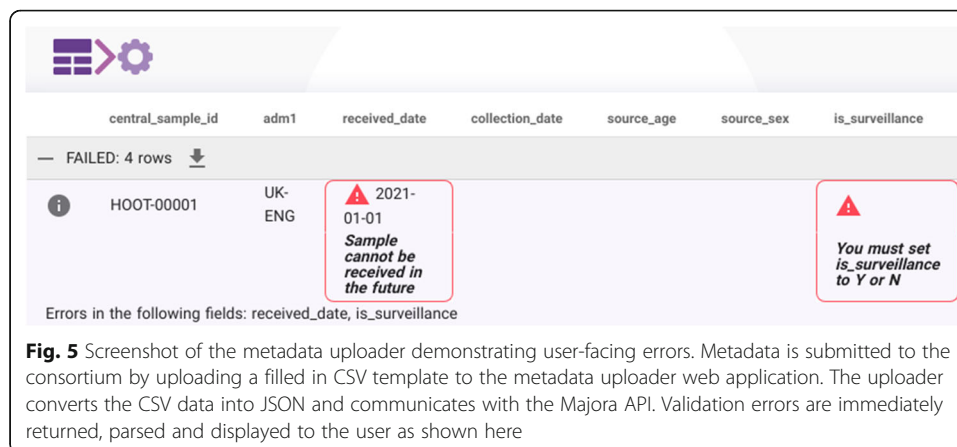 central_sample_id adm1 received_date collection_date source_age source_sex is_surveillance
— FAILED: 4 rows
HOOT-00001 UK-ENG 2021-01-01
Sample cannot be received in the future
You must set is_surveillance to Y or N
Errors in the following fields: received_date, is_surveillance
Fig. 5 Screenshot of the metadata uploader demonstrating user-facing errors. Metadata is submitted to the
consortium by uploading a filled in CSV template to the metadata uploader web application. The uploader
converts the CSV data into JSON and communicates with the Majora API. Validation errors are immediately
returned, parsed and displayed to the user as shown here